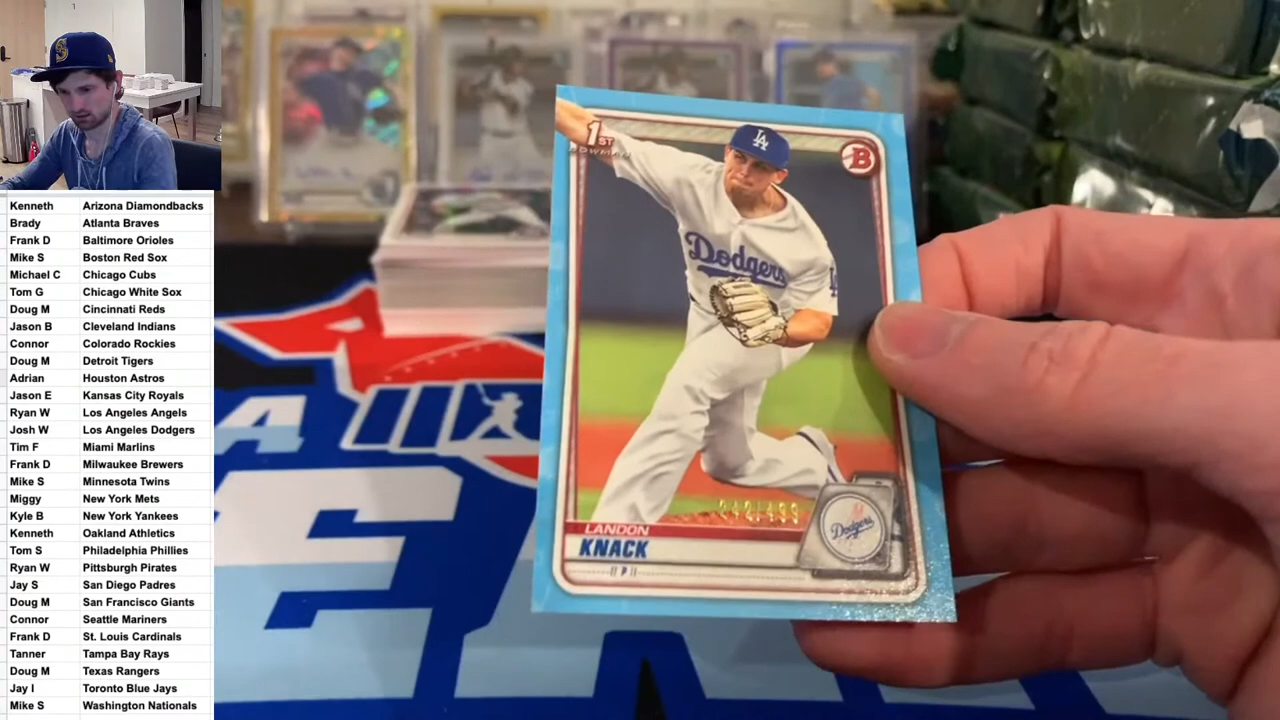 Kenneth Arizona Diamondbacks
Brady Atlanta Braves
Frank D Baltimore Orioles
Mike S Boston Red Sox
Michael C Chicago Cubs
Tom G Chicago White Sox
Doug M Cincinnati Reds
Jason B Cleveland Indians
Connor Colorado Rockies
Doug M Detroit Tigers
Adrian Houston Astros
Jason E Kansas City Royals
Ryan W Los Angeles Angels
Josh W Los Angeles Dodgers
Tim F Miami Marlins
Frank D Milwaukee Brewers
Mike S Minnesota Twins
Miggy New York Mets
Kyle B New York Yankees
Kenneth Oakland Athletics
Tom S Philadelphia Phillies
Ryan W Pittsburgh Pirates
Jay S San Diego Padres
Doug M San Francisco Giants
Connor Seattle Mariners
Frank D St. Louis Cardinals
Tanner Tampa Bay Rays
Doug M Texas Rangers
Jay I Toronto Blue Jays
Mike S Washington Nationals
S
1ST
BOWMAN
B
LA
Dodgers
242/499
LANDON
KNACK
P
Dodgers